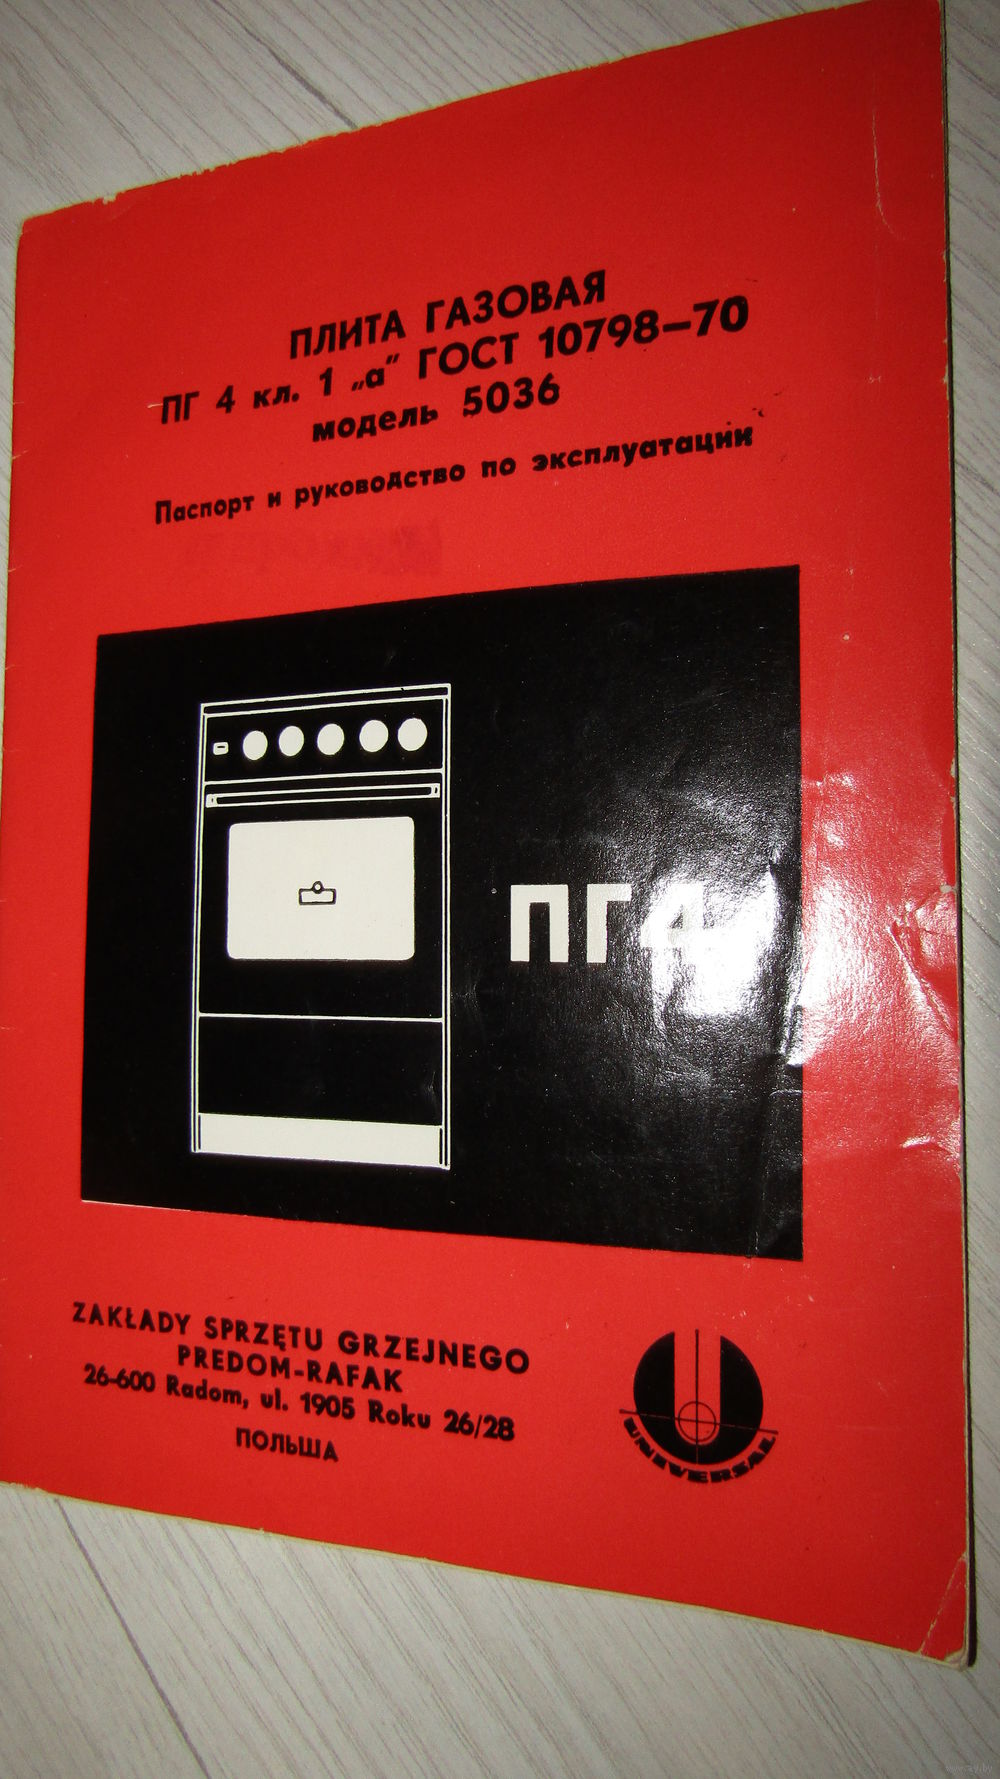 ПЛИТА ГАЗОВАЯ
ПГ 4 кл. 1 „а” ГОСТ 10798—70
модель 5036
Паспорт и руководство по эксплуатации
ПГ4
ZAKŁADY SPRZĘTU GRZEJNEGO
PREDOM-RAFAK
26-600 Radom, ul. 1905 Roku 26/28
ПОЛЬША
UNIVERSAL